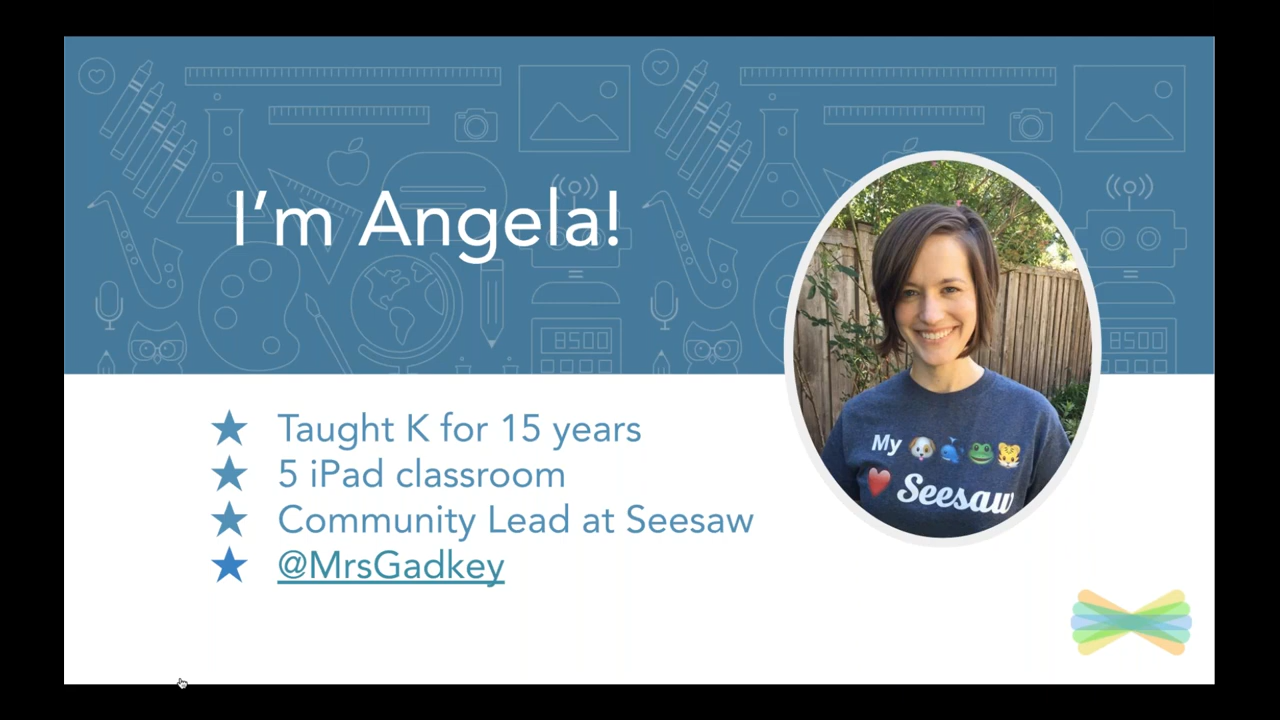 I’m Angela!
★ Taught K for 15 years
★ 5 iPad classroom
★ Community Lead at Seesaw
★ @MrsGadkey
My 🐶🐳🐸🐯
❤️ Seesaw
8500
8500